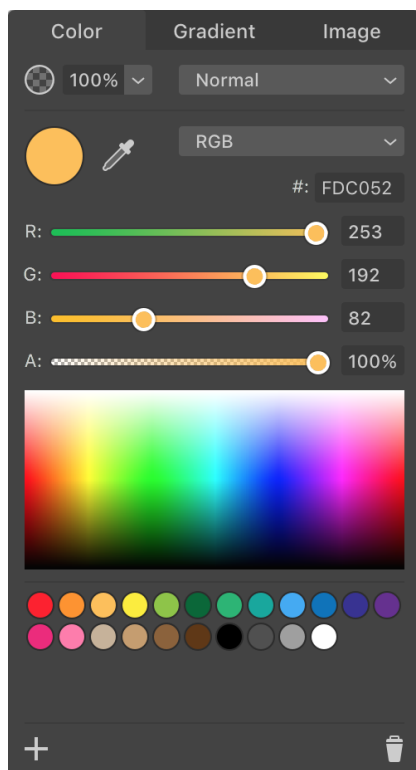 Color Gradient Image
100% Normal
RGB
#: FDC052
R: 253
G: 192
B: 82
A: 100%